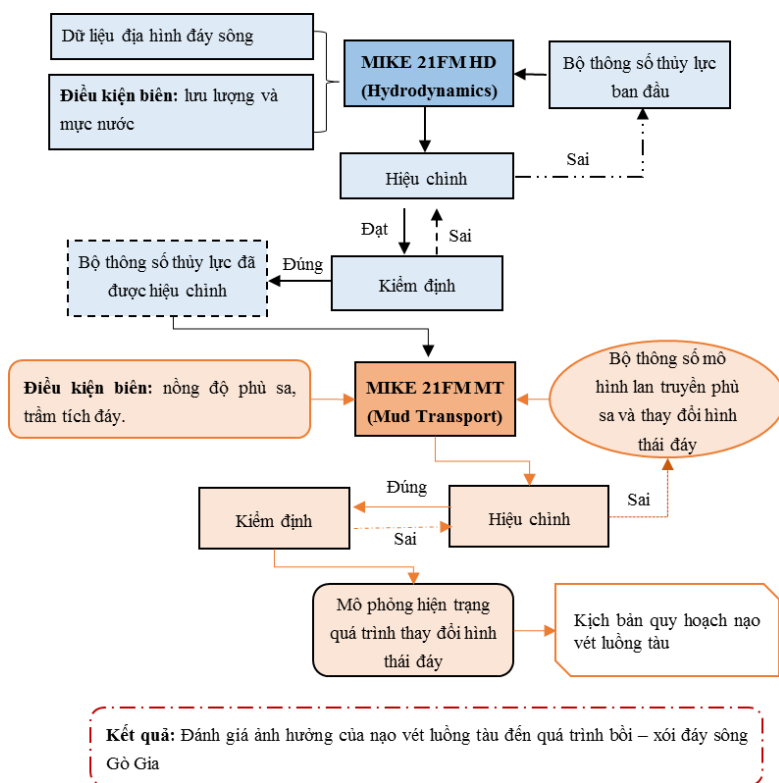 Dữ liệu địa hình đáy sông
Điều kiện biên: lưu lượng và
mực nước
MIKE 21FM HD
(Hydrodynamics)
Bộ thông số thủy lực
ban đầu
Hiệu chỉnh
Sai
Đạt
Sai
Bộ thông số thủy lực đã
được hiệu chỉnh
Đúng
Kiểm định
Điều kiện biên: nồng độ phù sa,
trầm tích đáy.
MIKE 21FM MT
(Mud Transport)
Bộ thông số mô
hình lan truyền phù
sa và thay đổi hình
thái đáy
Đúng
Kiểm định
Sai
Hiệu chỉnh
Sai
Mô phỏng hiện trạng
quá trình thay đổi hình
thái đáy
Kịch bản quy hoạch nạo
vét luồng tàu
Kết quả: Đánh giá ảnh hưởng của nạo vét luồng tàu đến quá trình bồi – xói đáy sông
Gò Gia